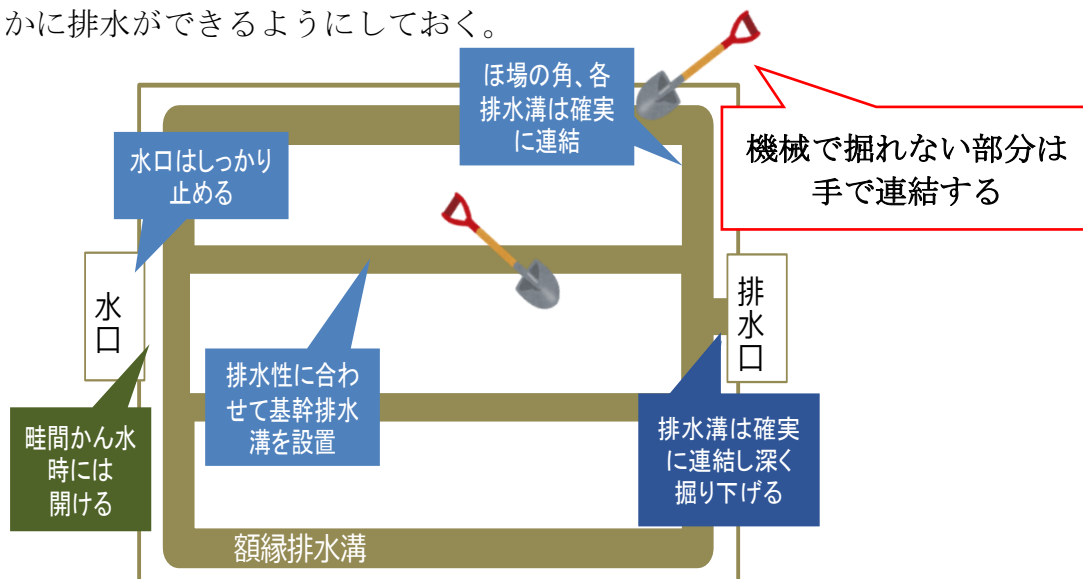 かに排水ができるようにしておく。
ほ場の角、各
排水溝は確実
に連結
機械で掘れない部分は
手で連結する
水口はしっかり
止める
水口
排水口
排水性に合わ
せて基幹排水
溝を設置
畦間かん水
時には
開ける
排水溝は確実
に連結し深く
掘り下げる
額縁排水溝